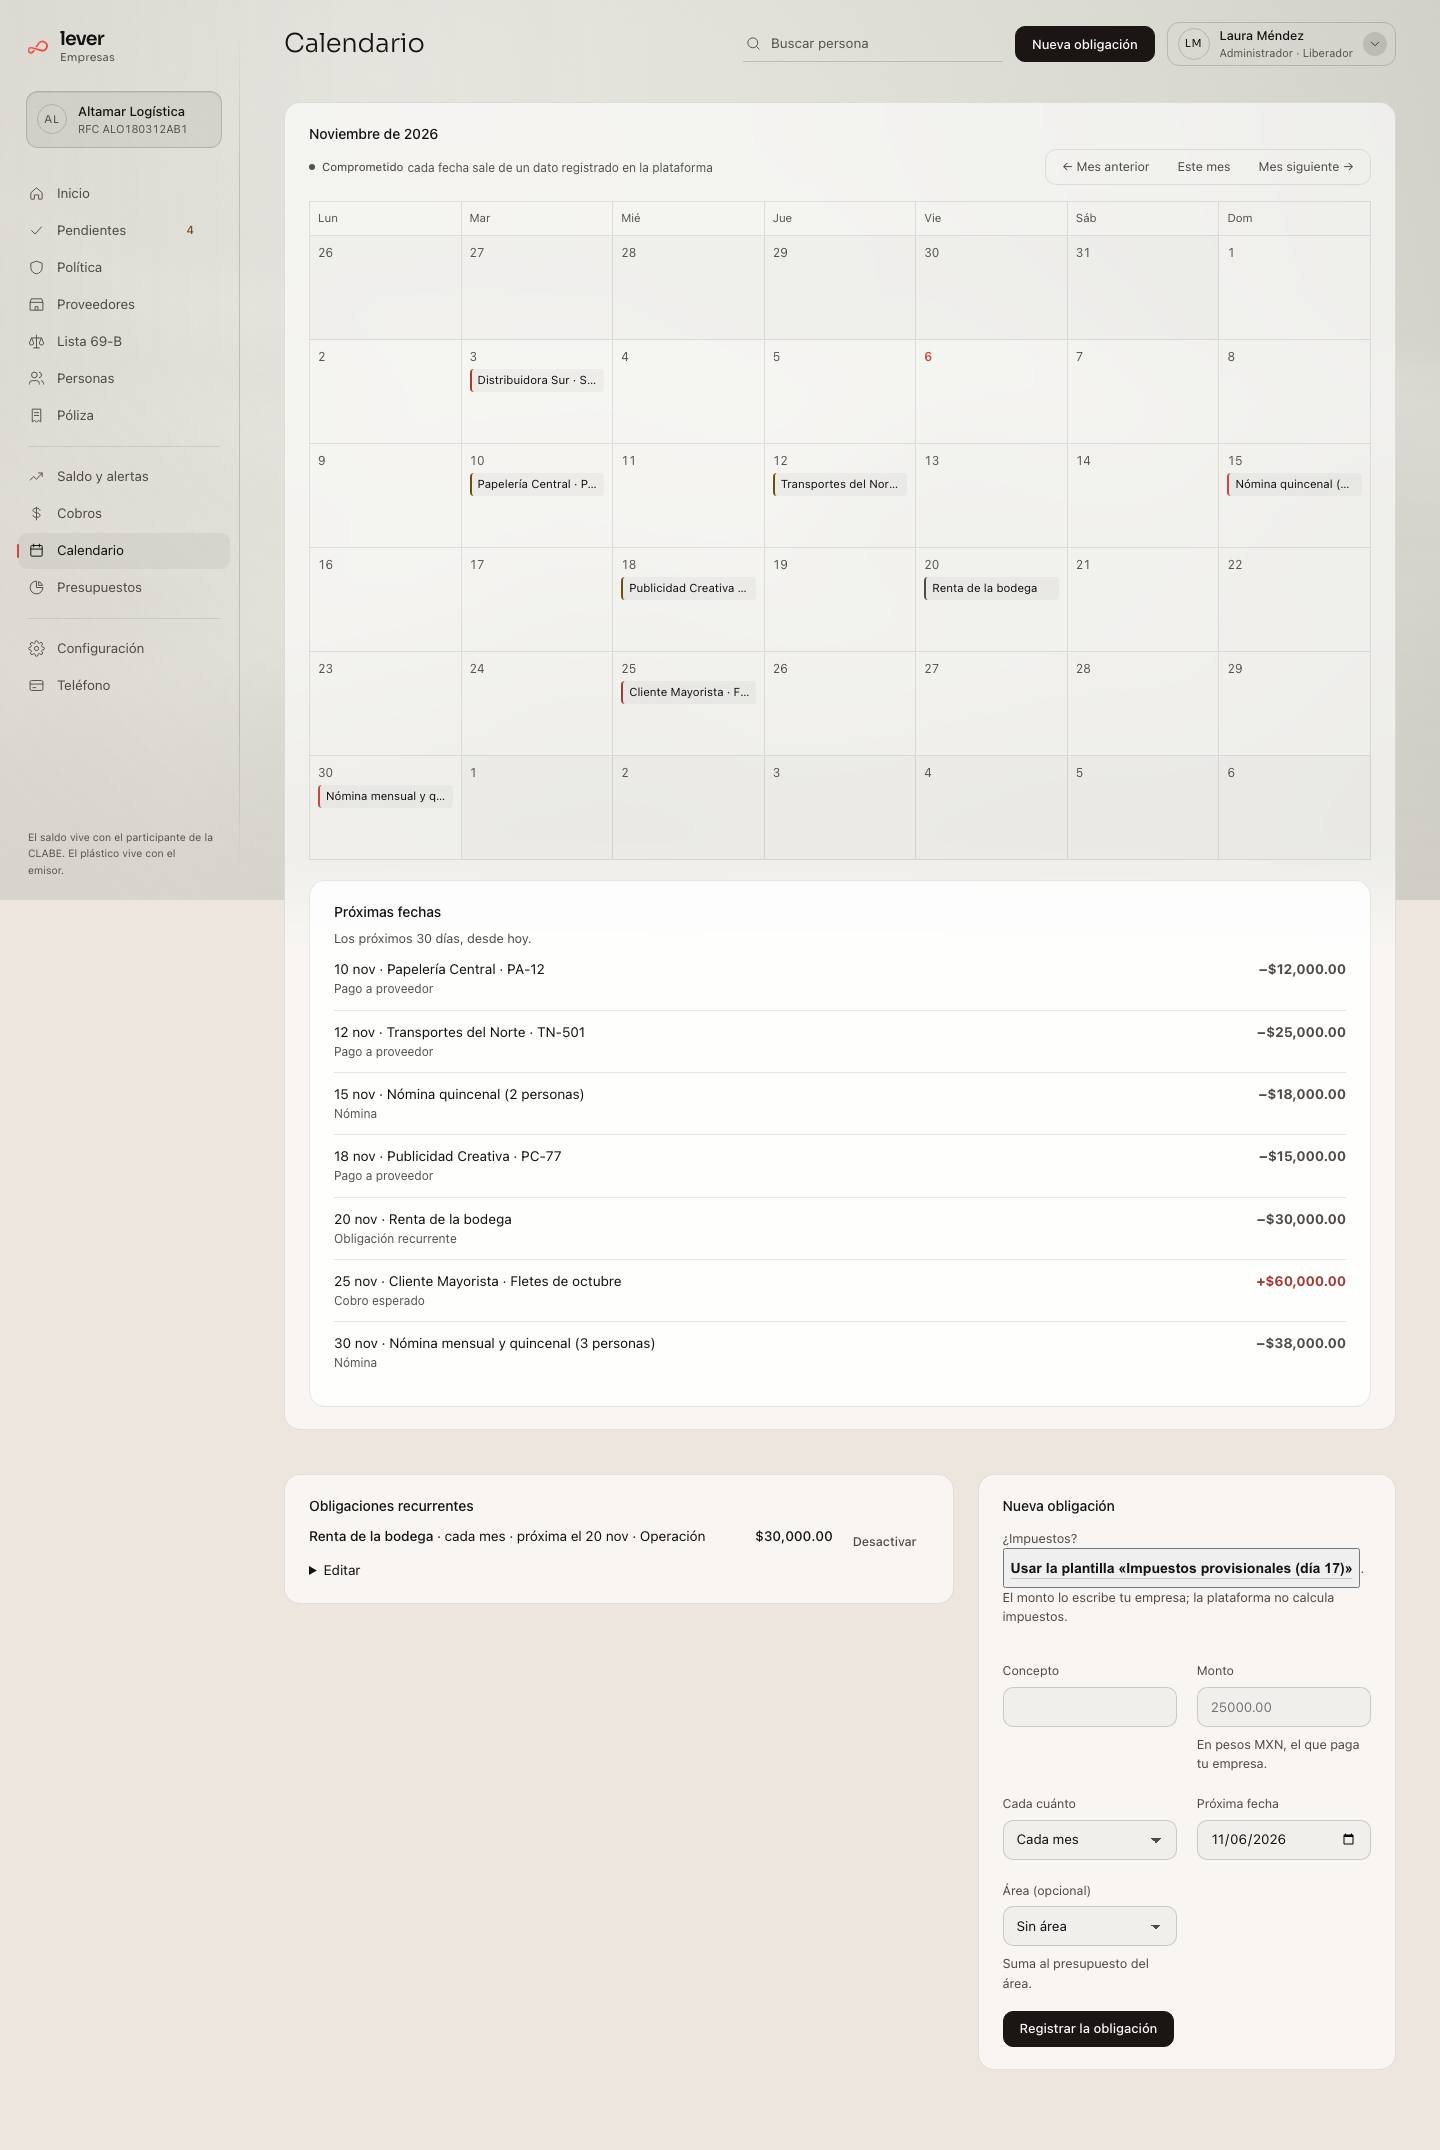 lever
Empresas
AL
Altamar Logística
RFC ALO180312AB1
Inicio
Pendientes 4
Política
Proveedores
Lista 69-B
Personas
Póliza
Saldo y alertas
Cobros
Calendario
Presupuestos
Configuración
Teléfono
El saldo vive con el participante de la
CLABE. El plástico vive con el
emisor.
Calendario
Buscar persona
Nueva obligación
LM
Laura Méndez
Administrador · Liberador
Noviembre de 2026
Comprometido cada fecha sale de un dato registrado en la plataforma
← Mes anterior Este mes Mes siguiente →
Lun Mar Mié Jue Vie Sáb Dom
26 27 28 29 30 31 1
2 3 4 5 6 7 8
Distribuidora Sur · S...
9 10 11 12 13 14 15
Papelería Central · P... Transportes del Nor... Nómina quincenal (...
16 17 18 19 20 21 22
Publicidad Creativa ... Renta de la bodega
23 24 25 26 27 28 29
Cliente Mayorista · F...
30 1 2 3 4 5 6
Nómina mensual y q...
Próximas fechas
Los próximos 30 días, desde hoy.
10 nov · Papelería Central · PA-12 −$12,000.00
Pago a proveedor
12 nov · Transportes del Norte · TN-501 −$25,000.00
Pago a proveedor
15 nov · Nómina quincenal (2 personas) −$18,000.00
Nómina
18 nov · Publicidad Creativa · PC-77 −$15,000.00
Pago a proveedor
20 nov · Renta de la bodega −$30,000.00
Obligación recurrente
25 nov · Cliente Mayorista · Fletes de octubre +$60,000.00
Cobro esperado
30 nov · Nómina mensual y quincenal (3 personas) −$38,000.00
Nómina
Obligaciones recurrentes
Renta de la bodega · cada mes · próxima el 20 nov · Operación $30,000.00 Desactivar
Editar
Nueva obligación
¿Impuestos?
Usar la plantilla «Impuestos provisionales (día 17)» .
El monto lo escribe tu empresa; la plataforma no calcula
impuestos.
Concepto Monto
25000.00
En pesos MXN, el que paga
tu empresa.
Cada cuánto Próxima fecha
Cada mes 11/06/2026
Área (opcional)
Sin área
Suma al presupuesto del
área.
Registrar la obligación